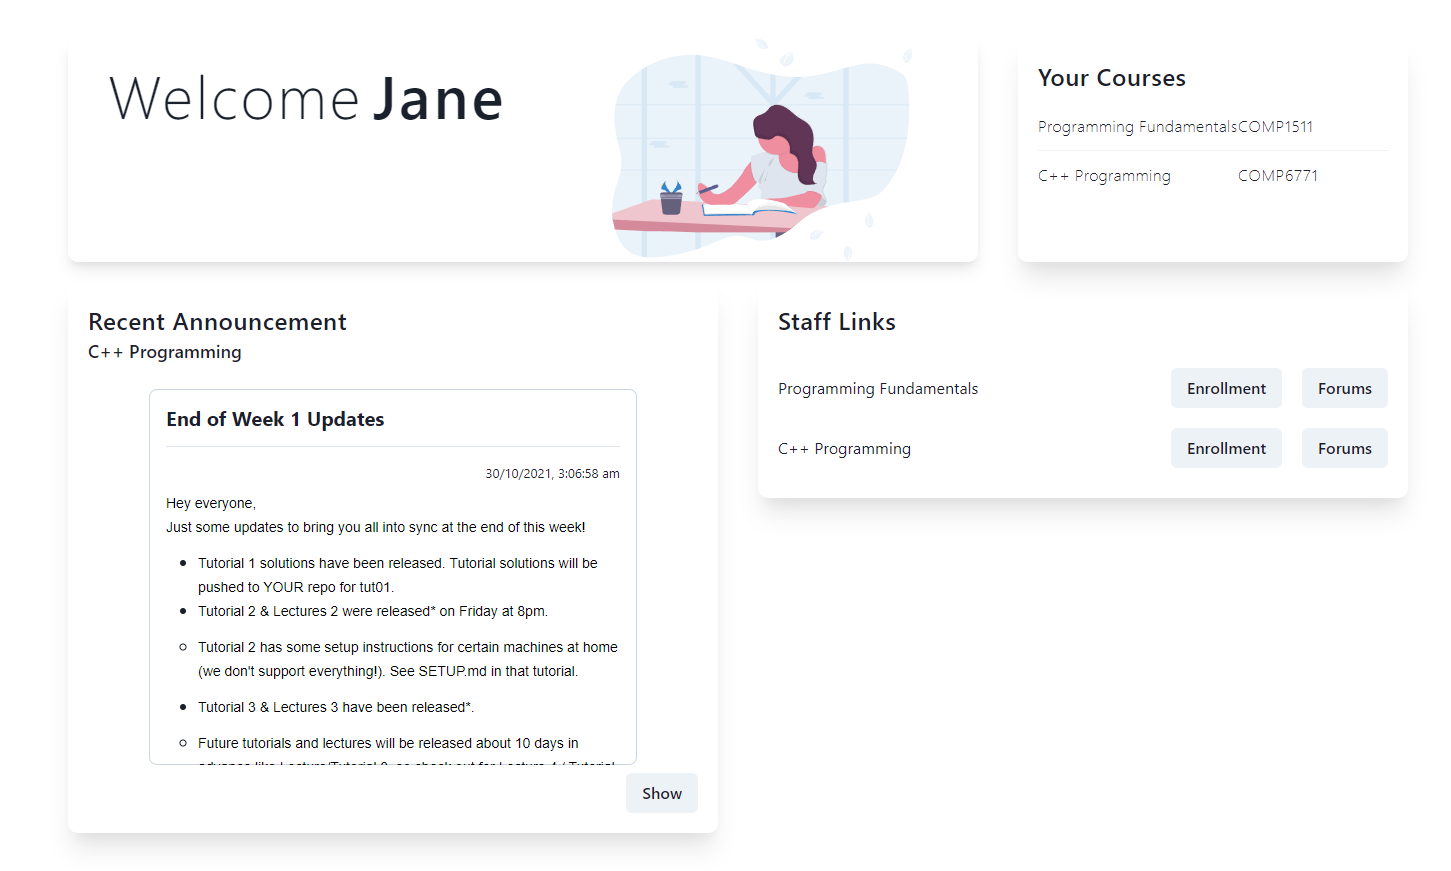 Welcome Jane
Your Courses
Programming Fundamentals COMP1511
C++ Programming COMP6771
Recent Announcement
C++ Programming
End of Week 1 Updates
30/10/2021, 3:06:58 am
Hey everyone,
Just some updates to bring you all into sync at the end of this week!
• Tutorial 1 solutions have been released. Tutorial solutions will be
pushed to YOUR repo for tut01.
• Tutorial 2 & Lectures 2 were released* on Friday at 8pm.
○ Tutorial 2 has some setup instructions for certain machines at home
(we don't support everything!). See SETUP.md in that tutorial.
• Tutorial 3 & Lectures 3 have been released*.
○ Future tutorials and lectures will be released about 10 days in
Show
Staff Links
Programming Fundamentals Enrollment Forums
C++ Programming Enrollment Forums